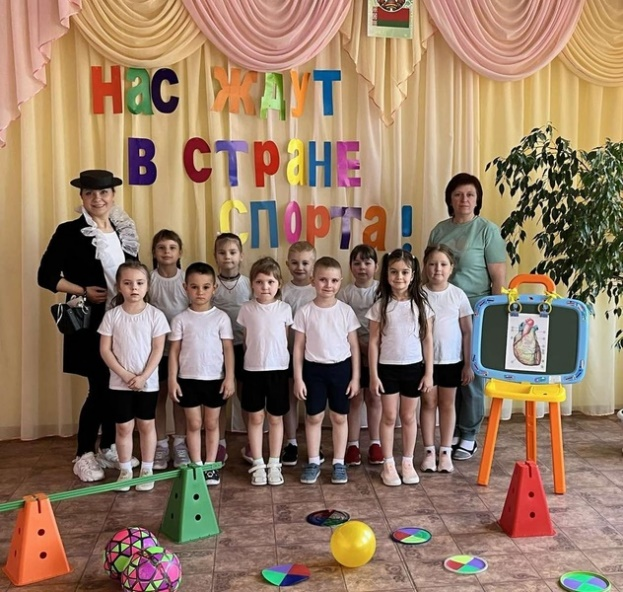 нас ждут
в стране
спорта!